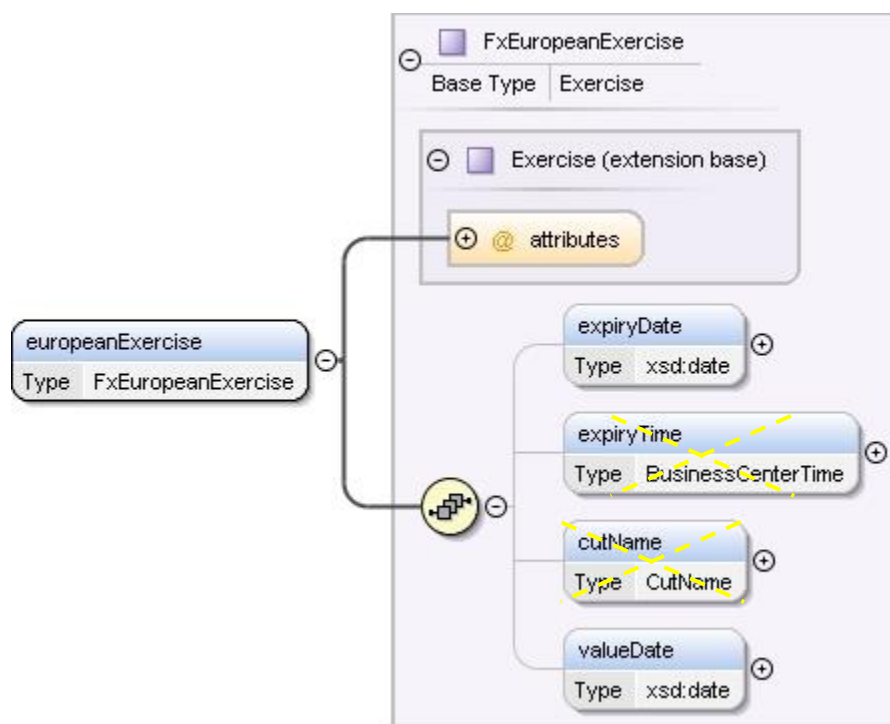 FxEuropeanExercise
Base Type Exercise
Exercise (extension base)
@ attributes
europeanExercise
Type FxEuropeanExercise
expiryDate
Type xsd:date
expiryTime
Type BusinessCenterTime
cutName
Type CutName
valueDate
Type xsd:date